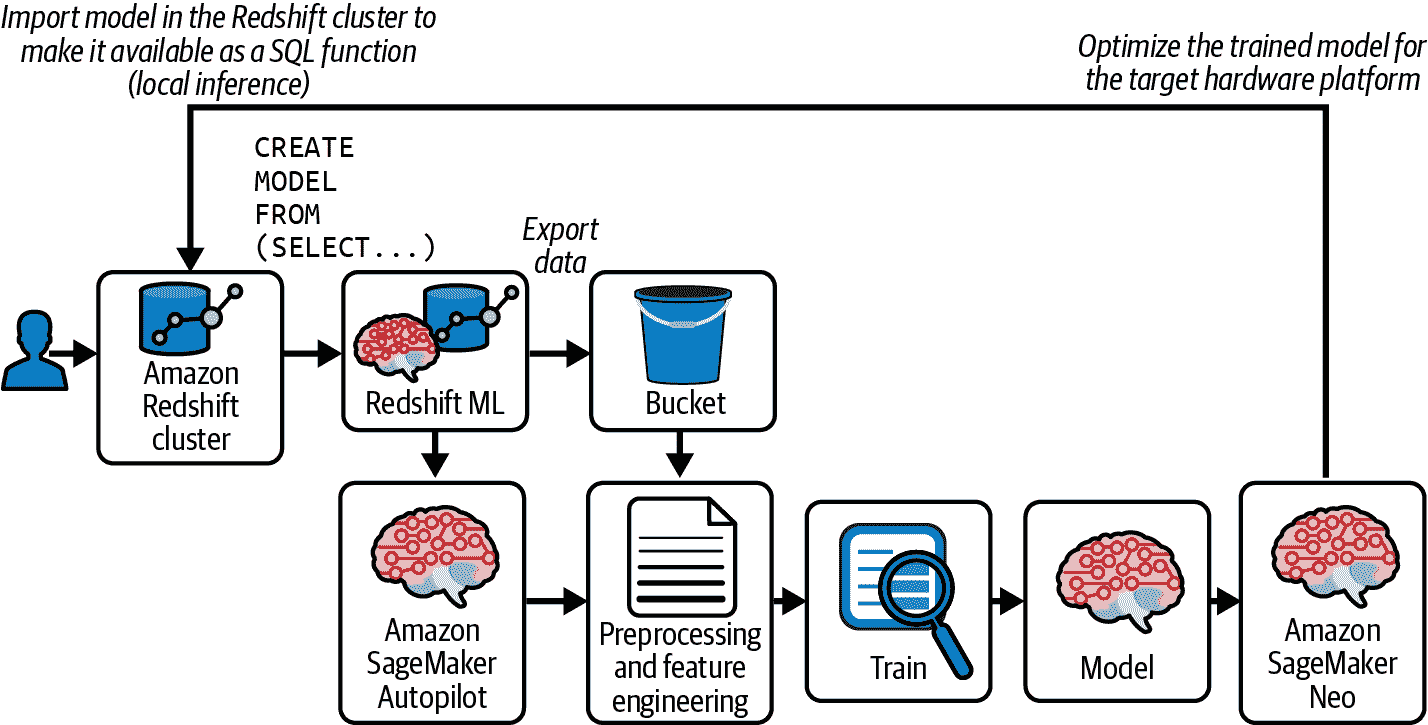 Import model in the Redshift cluster to
make it available as a SQL function
(local inference)
Optimize the trained model for
the target hardware platform
CREATE
MODEL
FROM
(SELECT...)
Export
data
Amazon
Redshift
cluster
Redshift ML
Bucket
Amazon
SageMaker
Autopilot
Preprocessing
and feature
engineering
Train
Model
Amazon
SageMaker
Neo